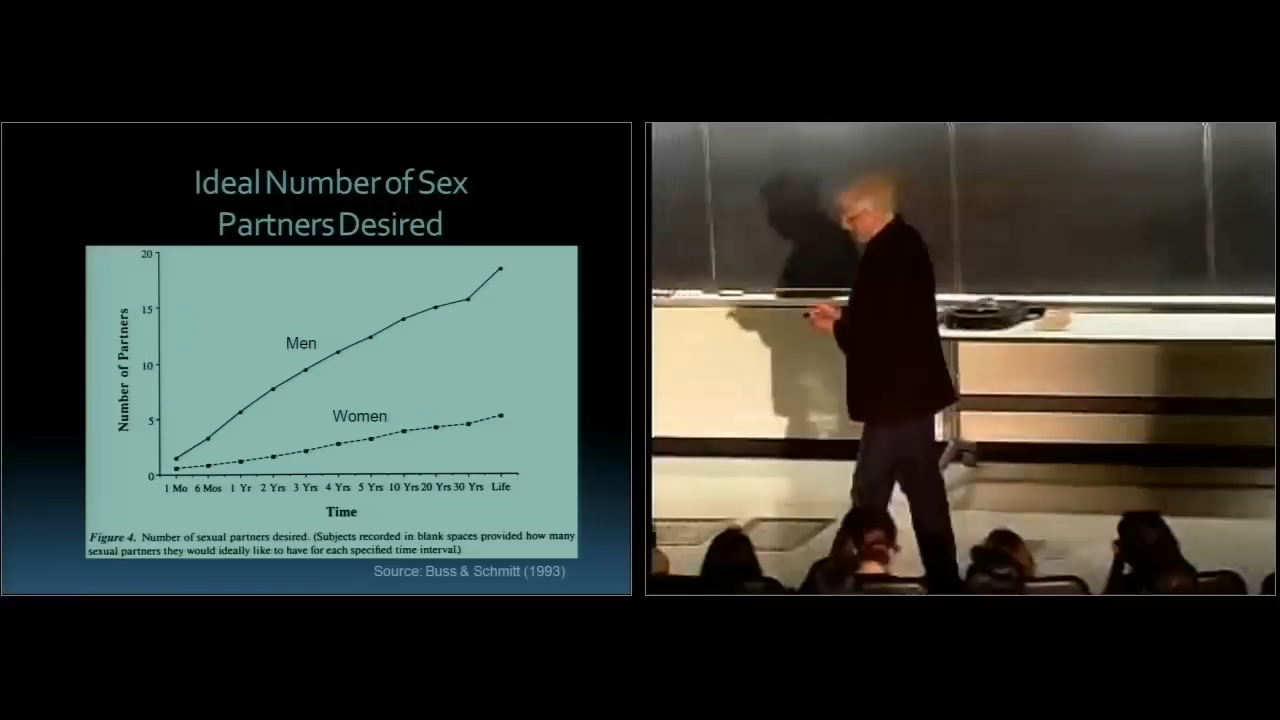 Ideal Number of Sex
Partners Desired
20
15
10
5
0
Number of Partners
Men
Women
1 Mo 6 Mos 1 Yr 2 Yrs 3 Yrs 4 Yrs 5 Yrs 10 Yrs 20 Yrs 30 Yrs Life
Time
Figure 4. Number of sexual partners desired. (Subjects recorded in blank spaces provided how many
sexual partners they would ideally like to have for each specified time interval.)
Source: Buss & Schmitt (1993)